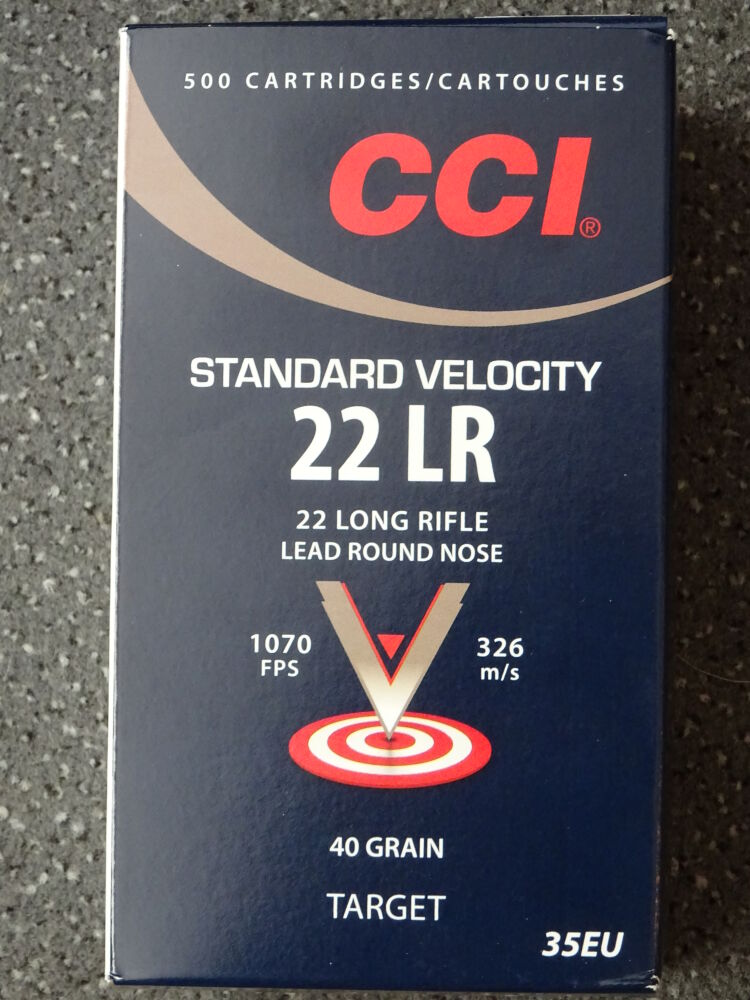 500 CARTRIDGES/CARTOUCHES
CCI®
STANDARD VELOCITY
22 LR
22 LONG RIFLE
LEAD ROUND NOSE
1070
FPS
326
m/s
40 GRAIN
TARGET
35EU